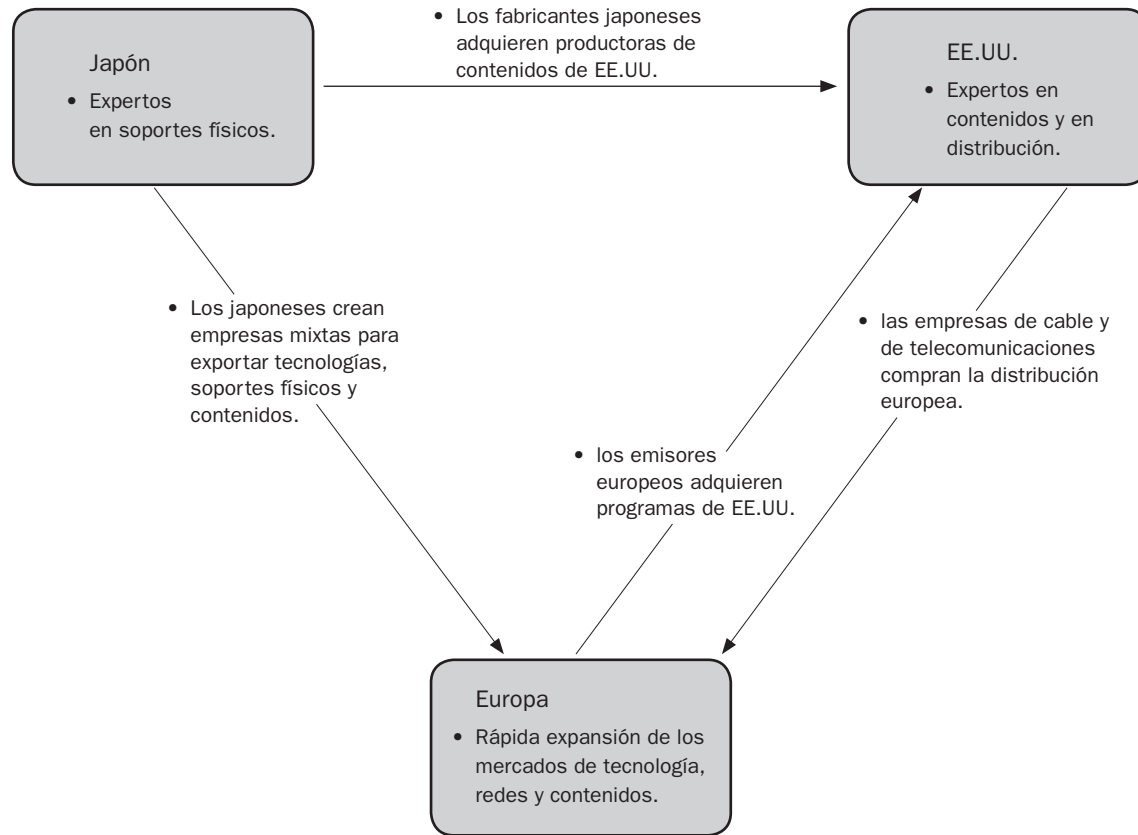 • Los fabricantes japoneses
adquieren productoras de
contenidos de EE.UU.
Japón
• Expertos
en soportes físicos.
EE.UU.
• Expertos en
contenidos y en
distribución.
• Los japoneses crean
empresas mixtas para
exportar tecnologías,
soportes físicos y
contenidos.
• las empresas de cable y
de telecomunicaciones
compran la distribución
europea.
• los emisores
europeos adquieren
programas de EE.UU.
Europa
• Rápida expansión de los
mercados de tecnología,
redes y contenidos.